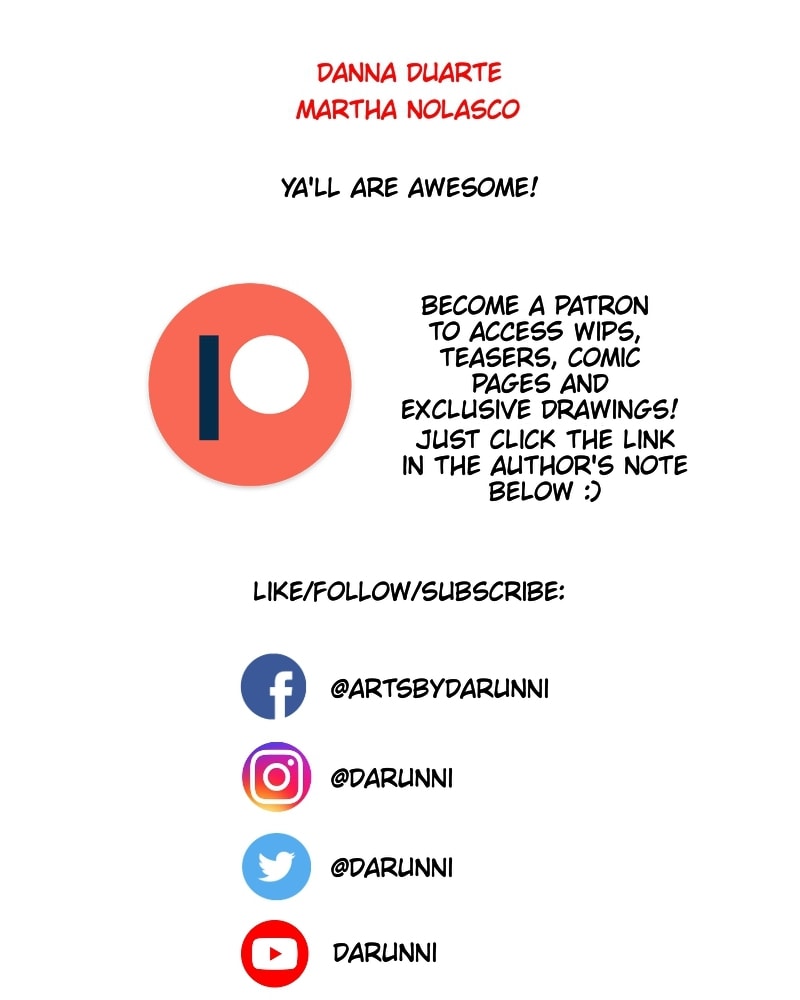 DANNA DUARTE
MARTHA NOLASCO
YA'LL ARE AWESOME!
BECOME A PATRON
TO ACCESS WIPS,
TEASERS, COMIC
PAGES AND
EXCLUSIVE DRAWINGS!
JUST CLICK THE LINK
IN THE AUTHOR'S NOTE
BELOW :)
LIKE/FOLLOW/SUBSCRIBE:
@ARTSBYDARUNNI
@DARUNNI
@DARUNNI
DARUNNI